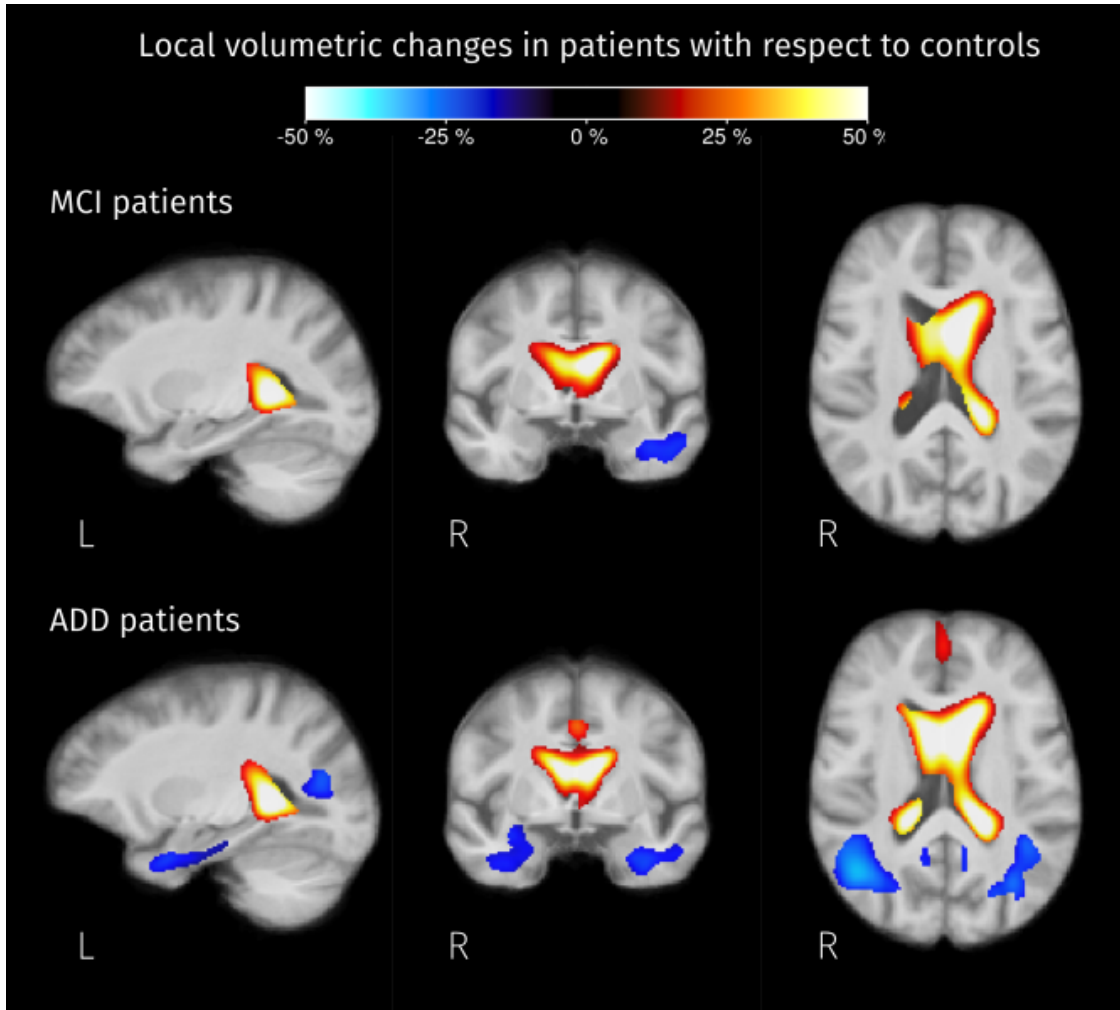 Local volumetric changes in patients with respect to controls
-50 % -25 % 0 % 25 % 50 %
MCI patients
L R R
ADD patients
L R R